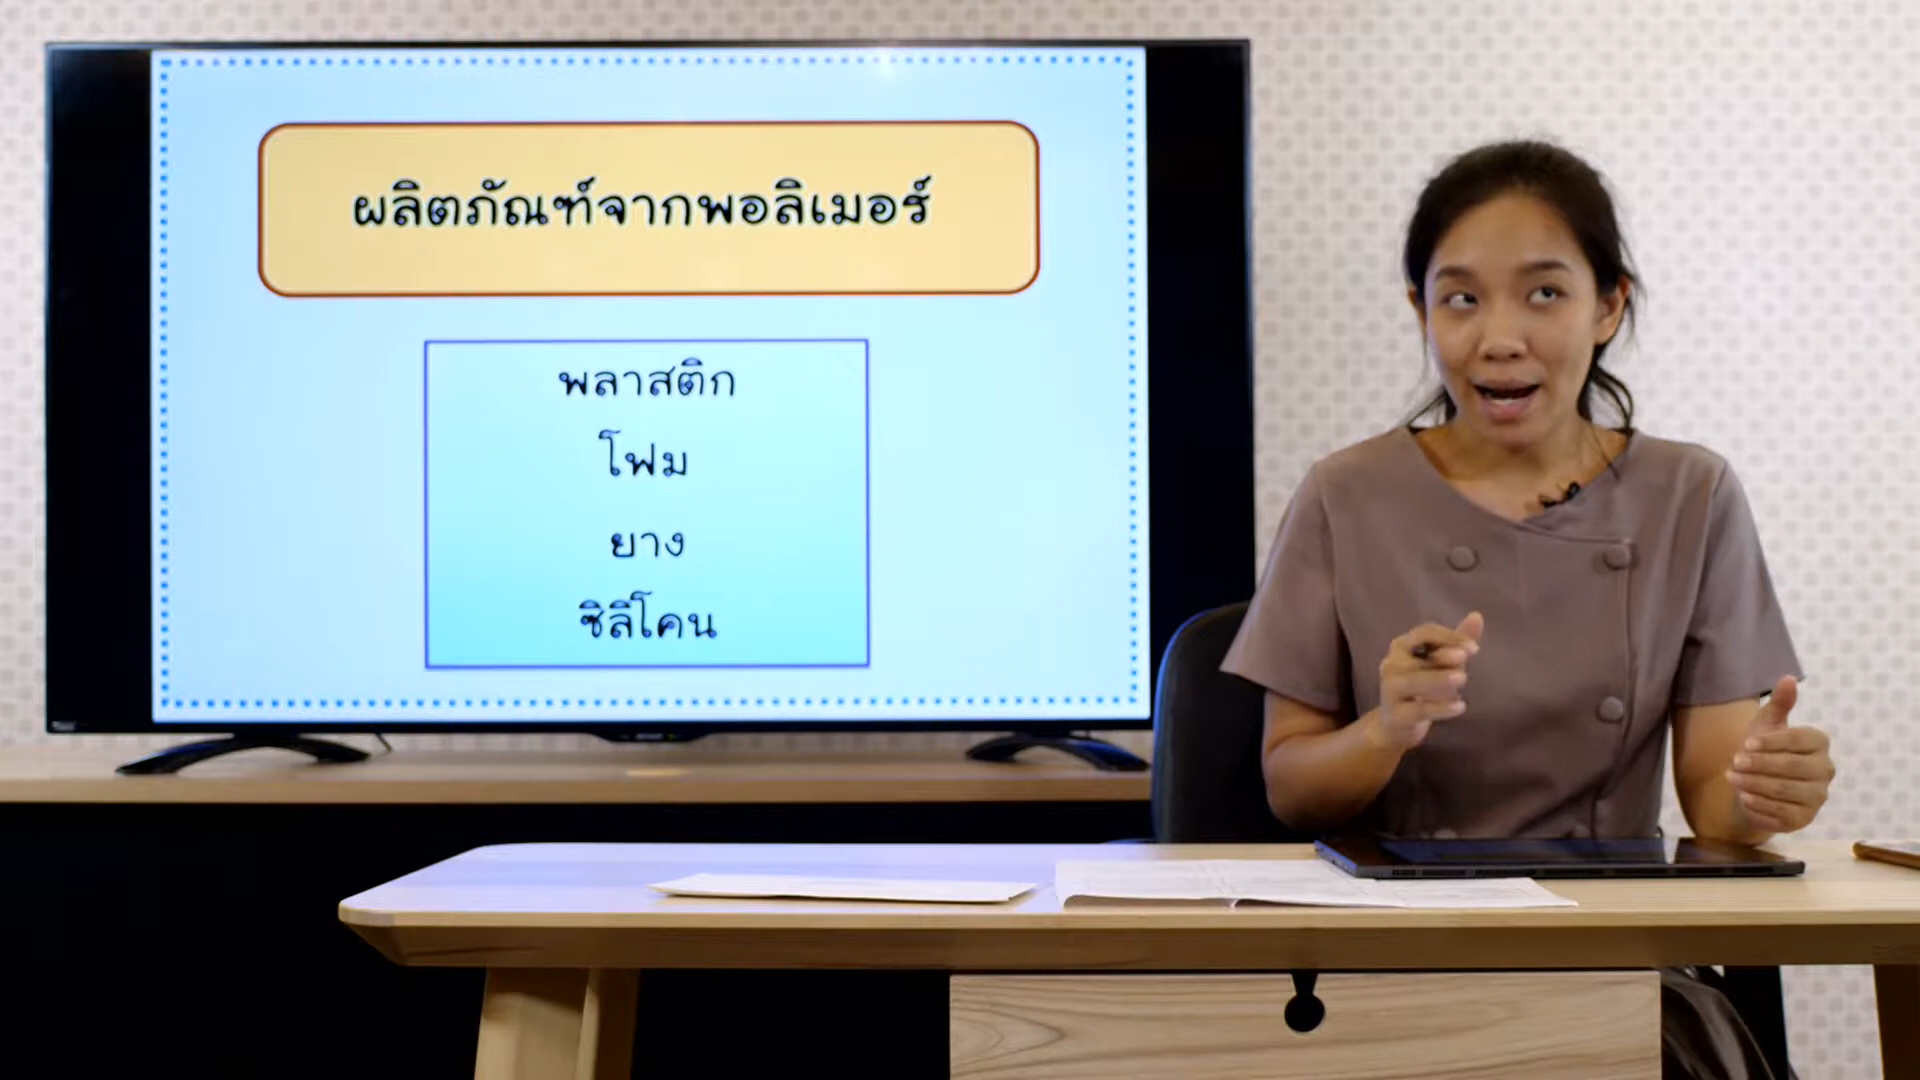 ผลิตภัณฑ์จากพอลิเมอร์
พลาสติก
โฟม
ยาง
ซิลิโคน